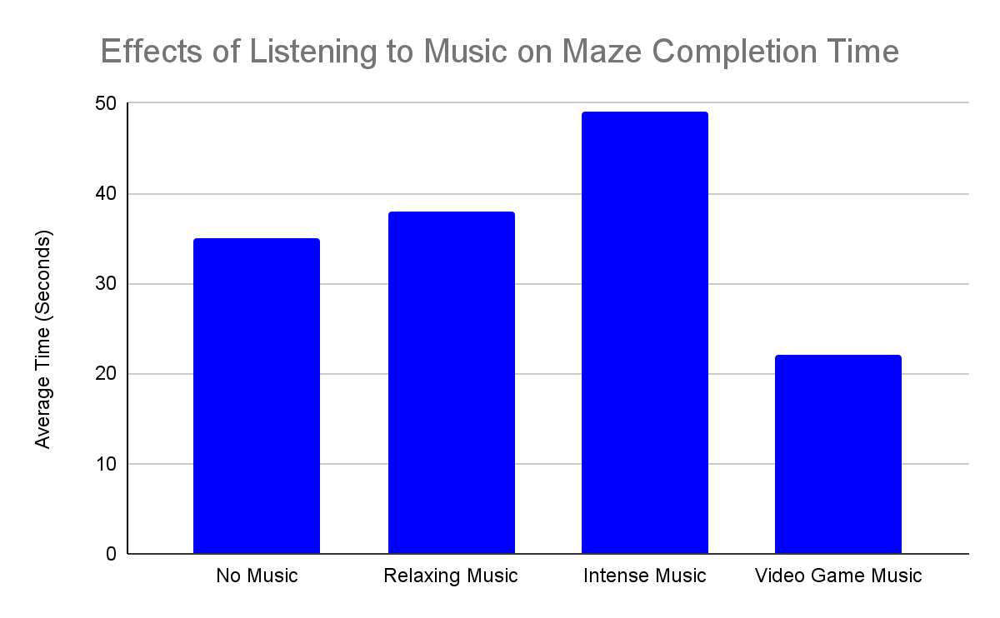 Effects of Listening to Music on Maze Completion Time
50
40
30
20
10
0
Average Time (Seconds)
No Music
Relaxing Music
Intense Music
Video Game Music